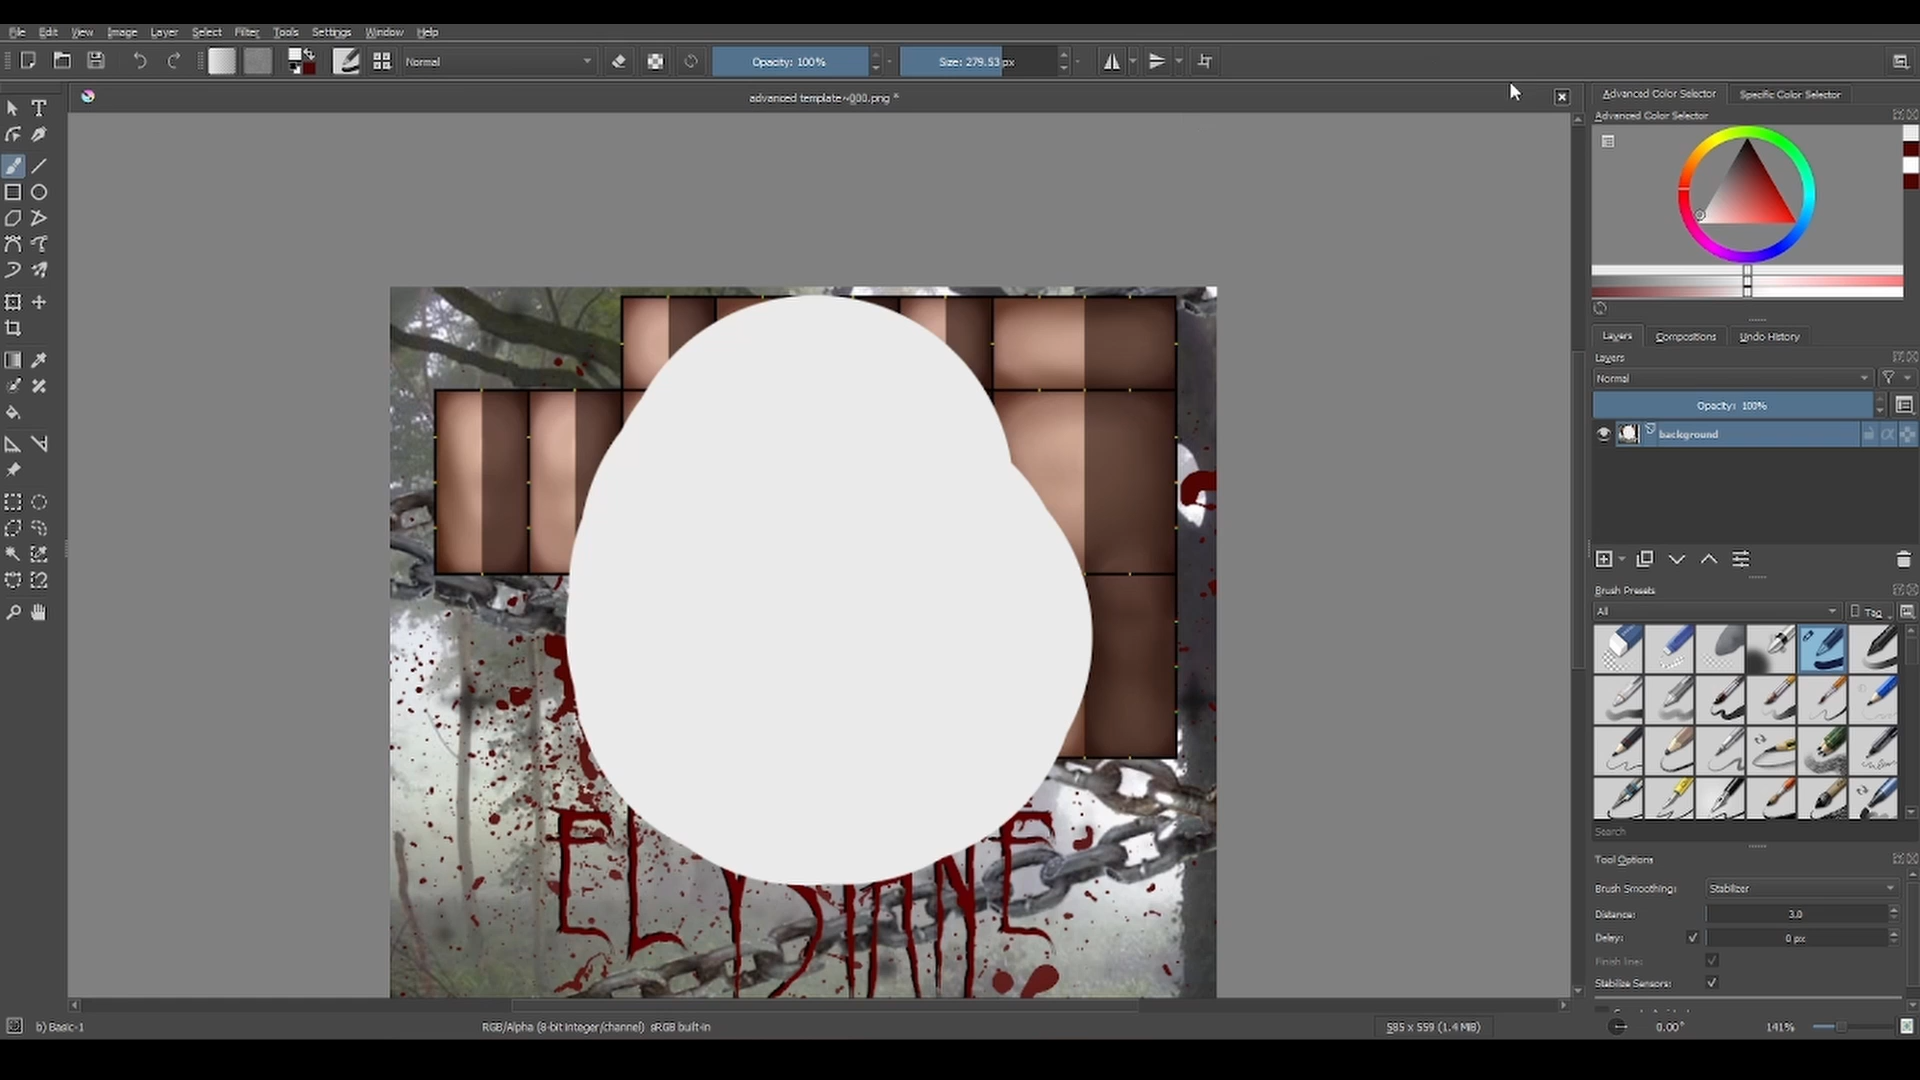 File Edit View Image Layer Select Filter Tools Settings Window Help
Normal
Opacity: 100%
Size: 279.53 px
advanced template~000.png *
Advanced Color Selector
Specific Color Selector
Advanced Color Selector
Layers
Compositions
Undo History
Layers
Normal
Opacity: 100%
background
Brush Presets
All
Tag
Search
Tool Options
Brush Smoothing:
Stabilizer
Distance:
3.0
Delay:
0 px
Finish line:
Stabilize Sensors:
b) Basic-1
RGB/Alpha (8-bit integer/channel) sRGB built-in
585 x 559 (1.4 MiB)
0.00°
141%